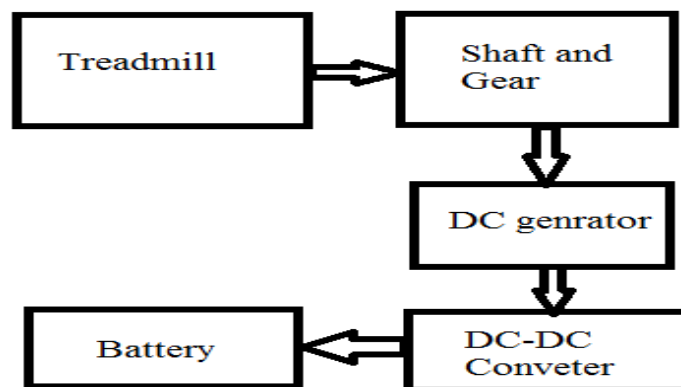 Treadmill
Shaft and
Gear
DC genrator
DC-DC
Conveter
Battery